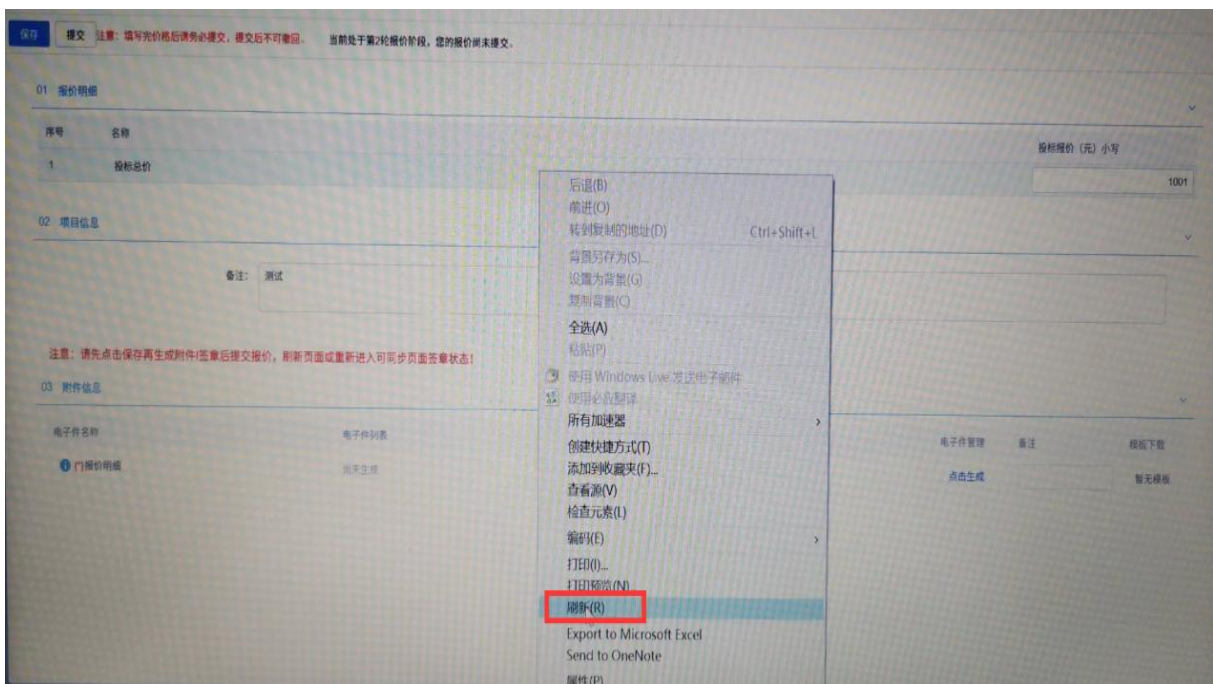 保存 提交 注意：填写完价格后请务必提交，提交后不可撤回。 当前处于第2轮报价阶段，您的报价尚未提交。
01 报价明细
序号 名称 投标报价（元）小写
1 投标总价 1001
02 项目信息
备注： 测试
注意：请先点击保存再生成附件!签章后提交报价，刷新页面或重新进入可同步页面签章状态！
03 附件信息
电子件名称 电子件列表 电子件管理 备注 模板下载
报价明细 尚未生成 点击生成 暂无模板
后退(B)
前进(O)
转到复制的地址(D) Ctrl+Shift+L
背景另存为(S)...
设置为背景(G)
复制背景(C)
全选(A)
粘贴(P)
使用 Windows Live 发送电子邮件
使用必应翻译
所有加速器
创建快捷方式(T)
添加到收藏夹(F)...
查看源(V)
检查元素(L)
编码(E)
打印(I)...
打印预览(N)
刷新(R)
Export to Microsoft Excel
Send to OneNote
属性(P)